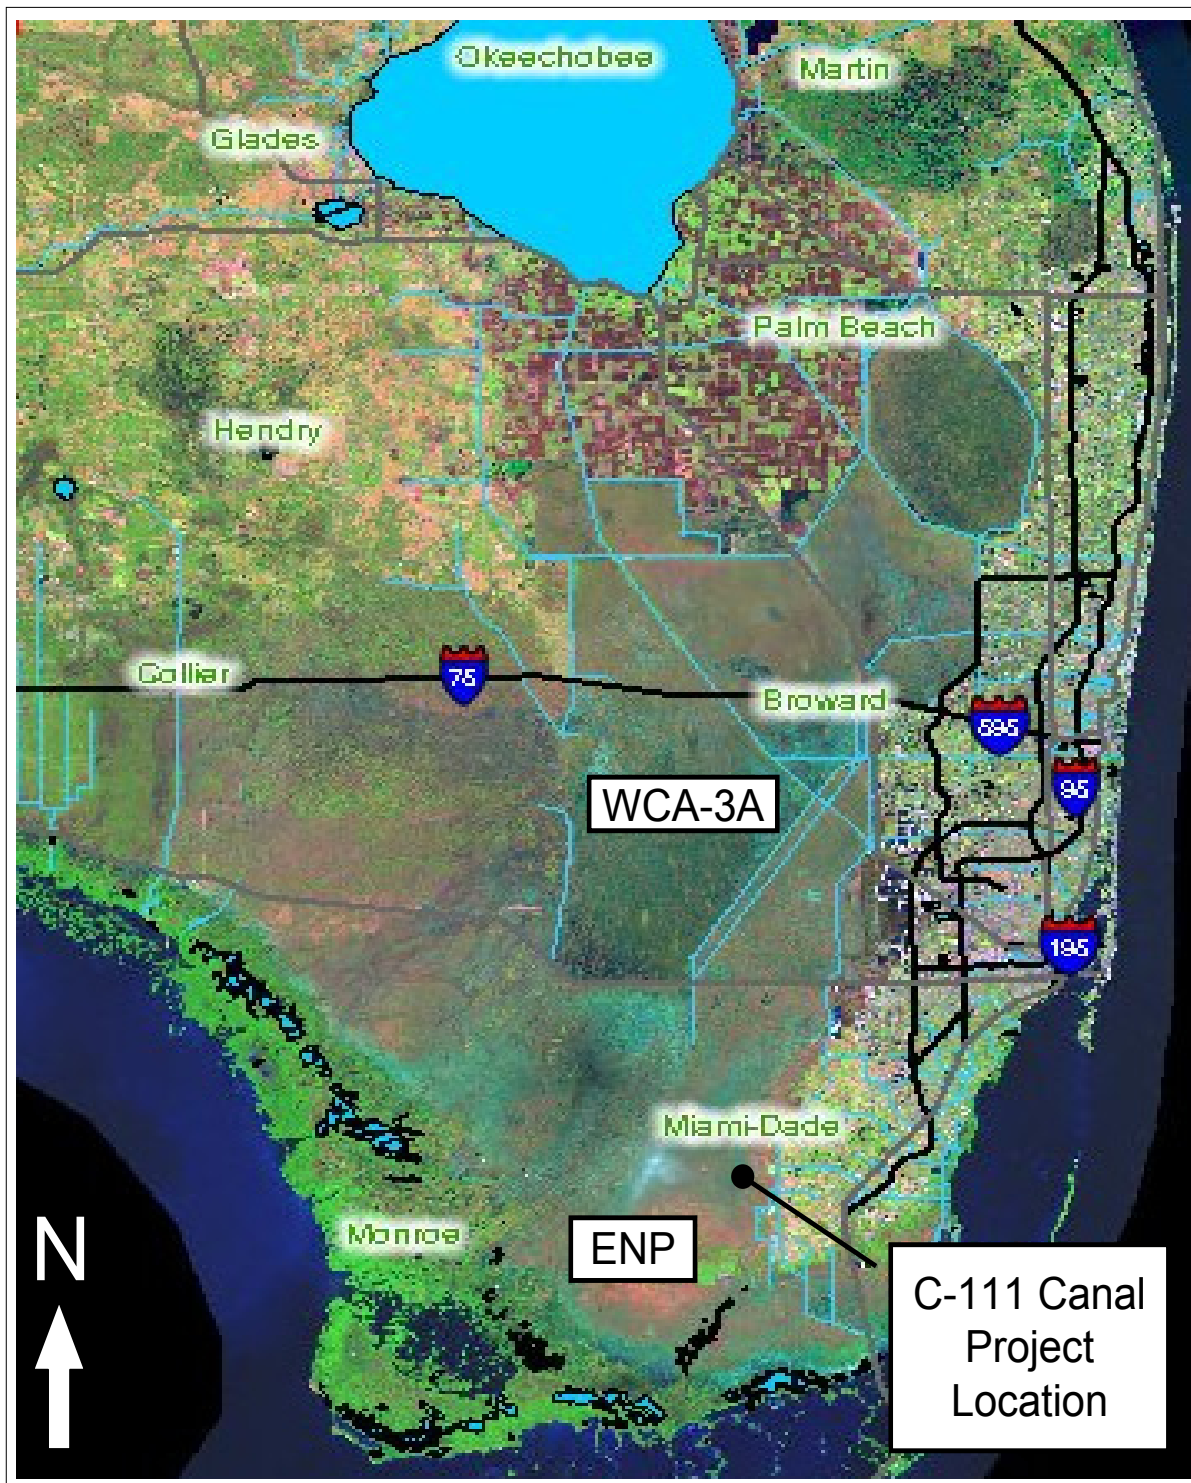 Okeechobee
Martin
Glades
Palm Beach
Hendry
Collier
75
Broward
595
WCA-3A
95
195
Miami-Dade
Monroe
ENP
N
C-111 Canal
Project
Location